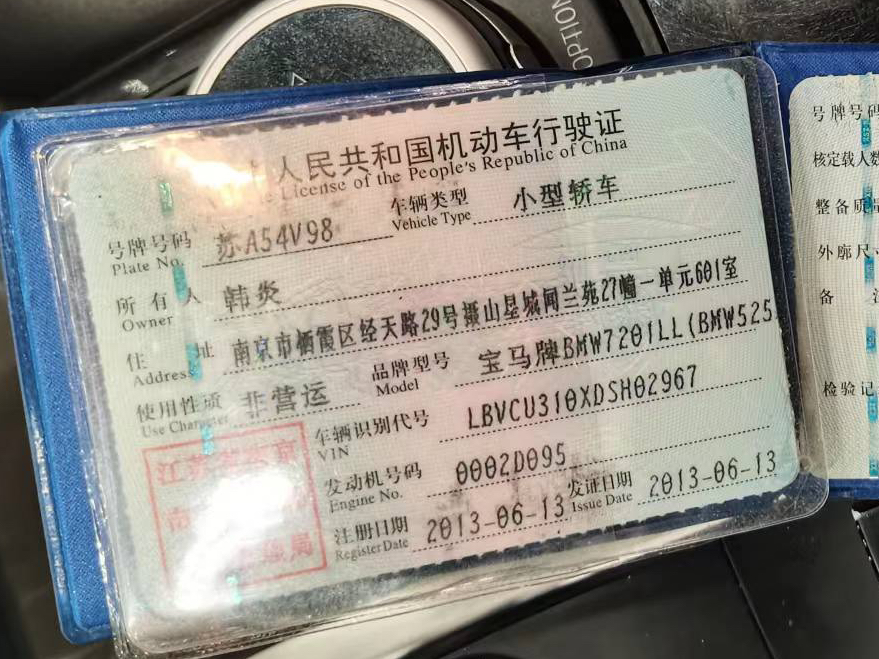 OPTION
人民共和国机动车行驶证
License of the People's Republic of China
号牌号码 苏A54V98 车辆类型 小型轿车
Plate No. Vehicle Type
所有人 韩炎
Owner
住址 南京市栖霞区经天路29号摄山星城闻兰苑27幢一单元601室
Address
使用性质 非营运 品牌型号 宝马牌BMW7201LL(BMW525
Use Character Model
车辆识别代号 LBVCU310XDSH02967
VIN
发动机号码 0002D095
Engine No.
注册日期 2013-06-13 发证日期 2013-06-13
Register Date Issue Date
江苏
局
号牌号码
核定载人数
整备质量
外廓尺寸
备
检验记